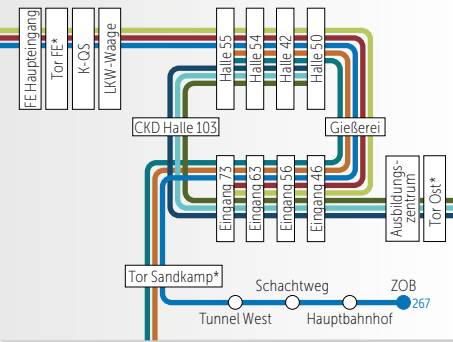 FE Haupteingang
Tor FE*
K-QS
LKW-Waage
Halle 55
Halle 54
Halle 42
Halle 50
CKD Halle 103
Gießerei
Eingang 73
Eingang 63
Eingang 56
Eingang 46
Ausbildungs-
zentrum
Tor Ost*
Tor Sandkamp*
Schachtweg
ZOB
267
Tunnel West
Hauptbahnhof